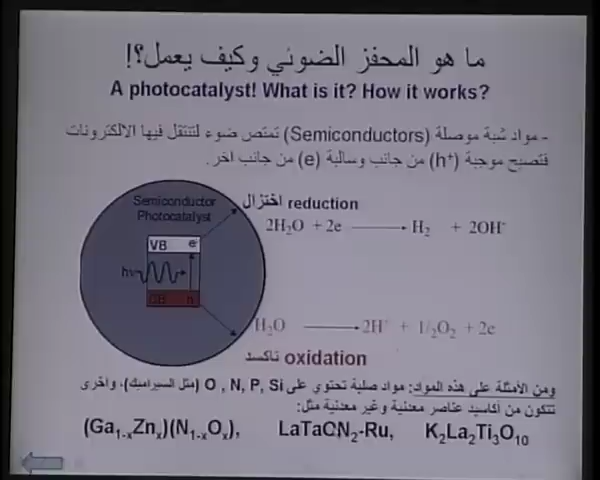 ما هو المحفز الضوئي وكيف يعمل؟!
A photocatalyst! What is it? How it works?
- مواد شبة موصلة (Semiconductors) تمتص ضوء لتنتقل فيها الالكترونات
فتصبح موجبة (h⁺) من جانب وسالبة (e) من جانب اخر.
Semiconductor
Photocatalyst
VB e
hν
CB h
اختزال reduction
2H₂O + 2e → H₂ + 2OH⁻
H₂O → 2H⁺ + 1/₂O₂ + 2e
تاكسد oxidation
ومن الأمثلة على هذه المواد: مواد صلبة تحتوي على O , N, P, Si (مثل السيراميك)، واخرى
تتكون من أكاسيد عناصر معدنية وغير معدنية مثل:
(Ga₁₋ₓZnₓ)(N₁₋ₓOₓ), LaTaON₂-Ru, K₂La₂Ti₃O₁₀